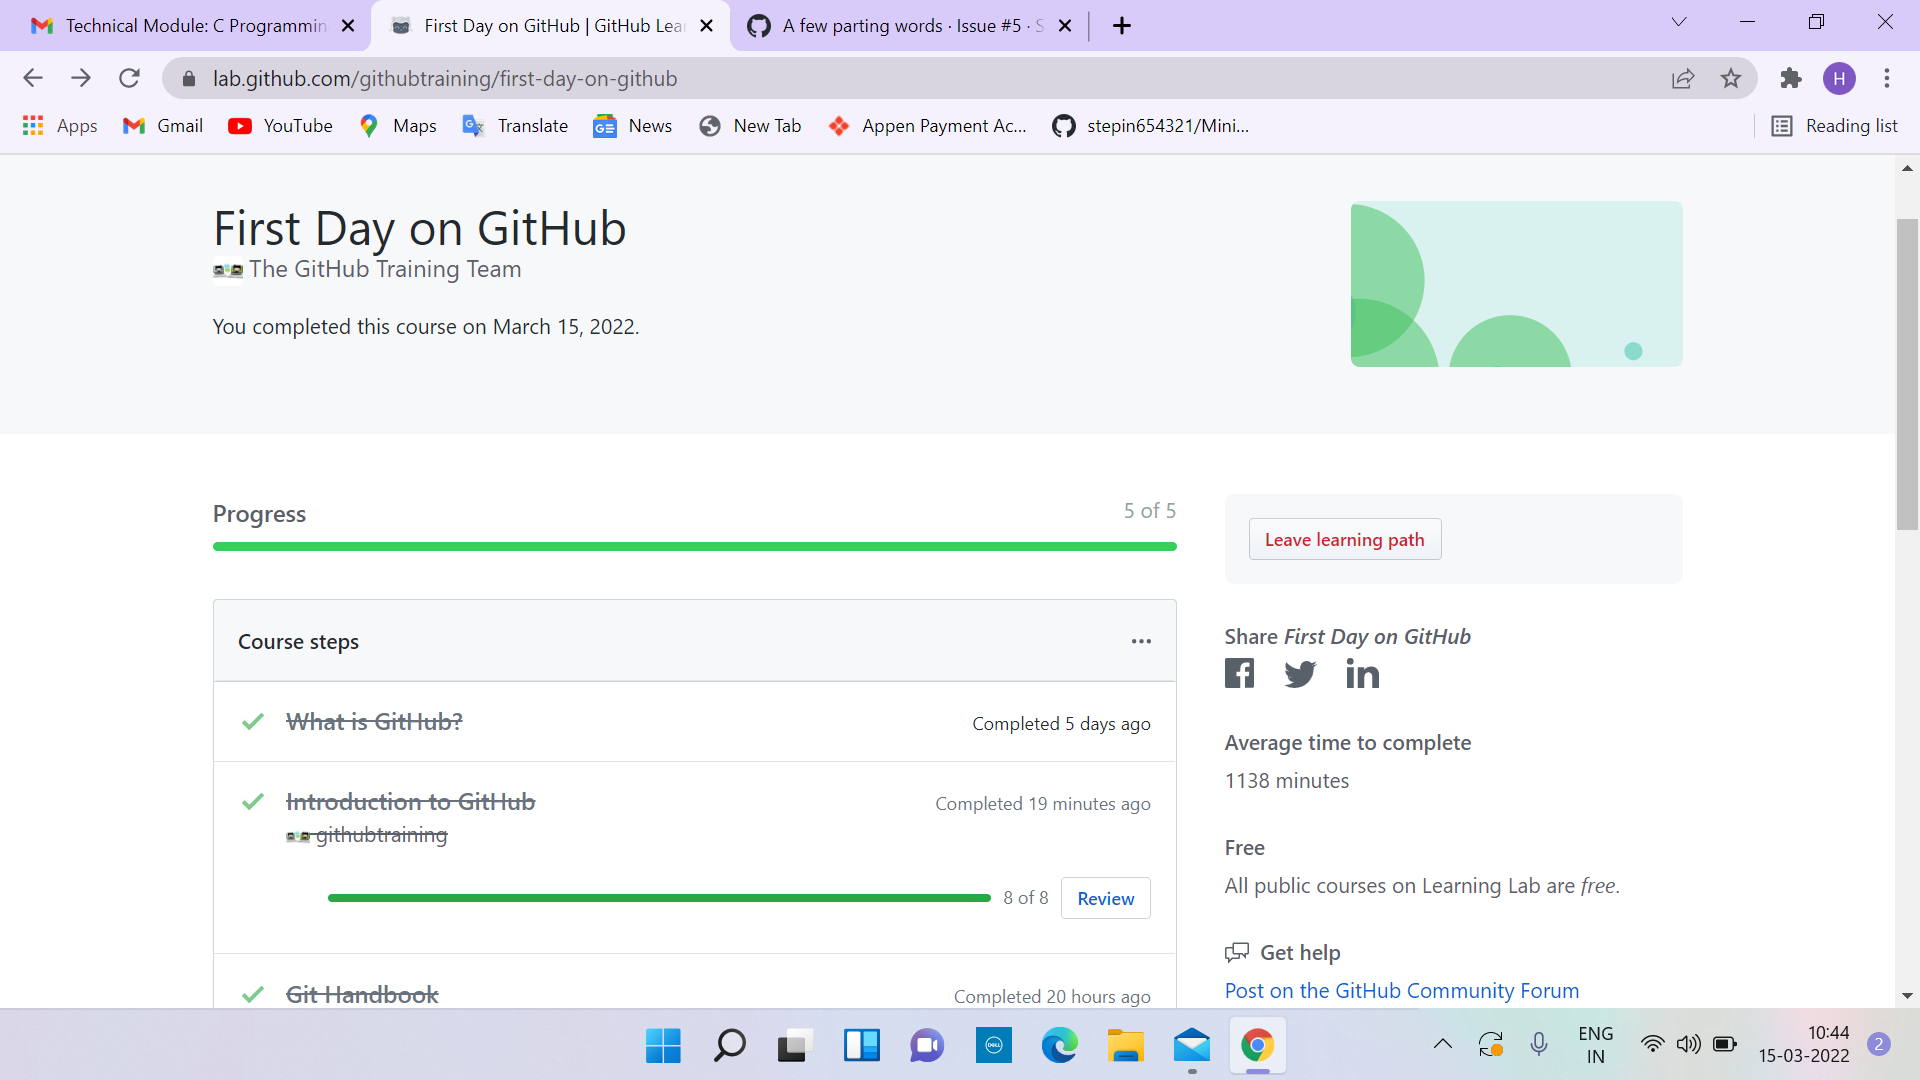 Technical Module: C Programmin
First Day on GitHub | GitHub Lear
A few parting words · Issue #5 · S
lab.github.com/githubtraining/first-day-on-github
H
Apps
Gmail
YouTube
Maps
Translate
News
New Tab
Appen Payment Ac...
stepin654321/Mini...
Reading list
First Day on GitHub
The GitHub Training Team
You completed this course on March 15, 2022.
Progress
5 of 5
Leave learning path
Course steps
Share First Day on GitHub
What is GitHub?
Completed 5 days ago
Average time to complete
1138 minutes
Introduction to GitHub
Completed 19 minutes ago
githubtraining
Free
All public courses on Learning Lab are free.
8 of 8
Review
Get help
Git Handbook
Completed 20 hours ago
Post on the GitHub Community Forum
DELL
ENG
IN
10:44
15-03-2022
2